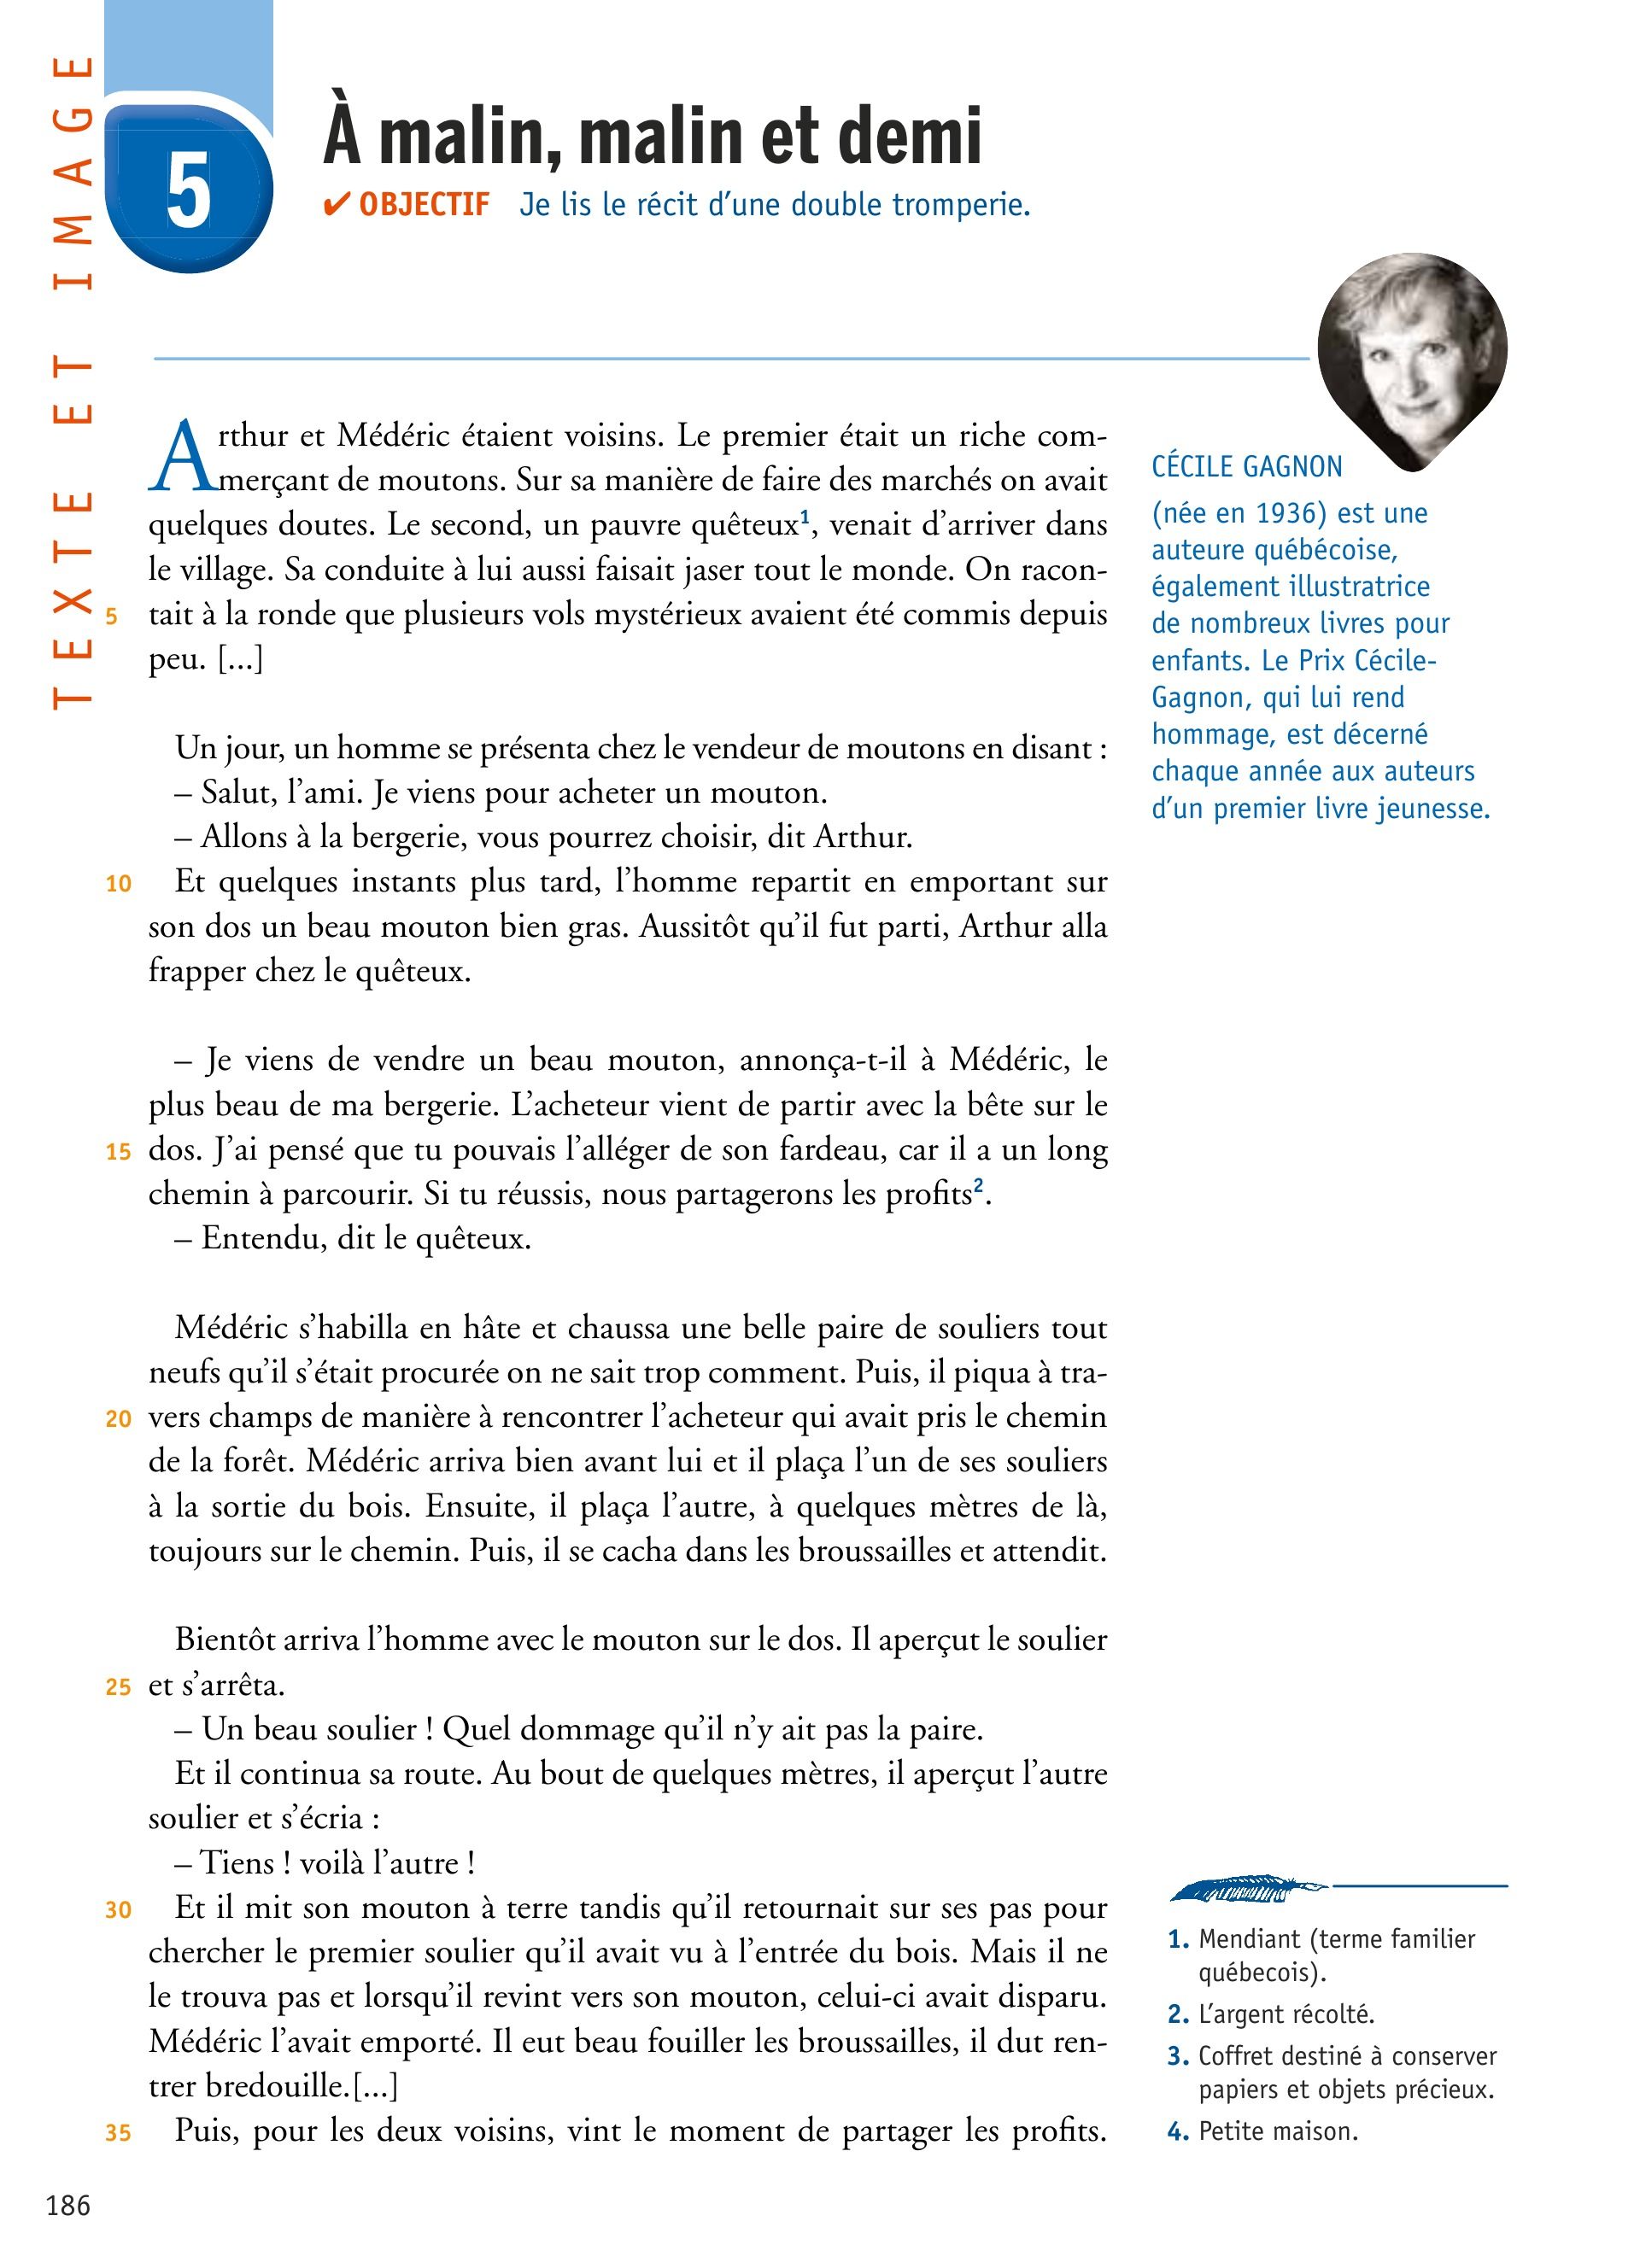 TEXTE ET IMAGE
5
À malin, malin et demi
✔ OBJECTIF Je lis le récit d’une double tromperie.
Arthur et Médéric étaient voisins. Le premier était un riche com-
merçant de moutons. Sur sa manière de faire des marchés on avait
quelques doutes. Le second, un pauvre quêteux1, venait d’arriver dans
le village. Sa conduite à lui aussi faisait jaser tout le monde. On racon-
5 tait à la ronde que plusieurs vols mystérieux avaient été commis depuis
peu. [...]
Un jour, un homme se présenta chez le vendeur de moutons en disant :
– Salut, l’ami. Je viens pour acheter un mouton.
– Allons à la bergerie, vous pourrez choisir, dit Arthur.
10 Et quelques instants plus tard, l’homme repartit en emportant sur
son dos un beau mouton bien gras. Aussitôt qu’il fut parti, Arthur alla
frapper chez le quêteux.
– Je viens de vendre un beau mouton, annonça-t-il à Médéric, le
plus beau de ma bergerie. L’acheteur vient de partir avec la bête sur le
15 dos. J’ai pensé que tu pouvais l’alléger de son fardeau, car il a un long
chemin à parcourir. Si tu réussis, nous partagerons les profits2.
– Entendu, dit le quêteux.
Médéric s’habilla en hâte et chaussa une belle paire de souliers tout
neufs qu’il s’était procurée on ne sait trop comment. Puis, il piqua à tra-
20 vers champs de manière à rencontrer l’acheteur qui avait pris le chemin
de la forêt. Médéric arriva bien avant lui et il plaça l’un de ses souliers
à la sortie du bois. Ensuite, il plaça l’autre, à quelques mètres de là,
toujours sur le chemin. Puis, il se cacha dans les broussailles et attendit.
Bientôt arriva l’homme avec le mouton sur le dos. Il aperçut le soulier
25 et s’arrêta.
– Un beau soulier ! Quel dommage qu’il n’y ait pas la paire.
Et il continua sa route. Au bout de quelques mètres, il aperçut l’autre
soulier et s’écria :
– Tiens ! voilà l’autre !
30 Et il mit son mouton à terre tandis qu’il retournait sur ses pas pour
chercher le premier soulier qu’il avait vu à l’entrée du bois. Mais il ne
le trouva pas et lorsqu’il revint vers son mouton, celui-ci avait disparu.
Médéric l’avait emporté. Il eut beau fouiller les broussailles, il dut ren-
trer bredouille.[...]
35 Puis, pour les deux voisins, vint le moment de partager les profits.
CÉCILE GAGNON
(née en 1936) est une
auteure québécoise,
également illustratrice
de nombreux livres pour
enfants. Le Prix Cécile-
Gagnon, qui lui rend
hommage, est décerné
chaque année aux auteurs
d’un premier livre jeunesse.
1. Mendiant (terme familier
québecois).
2. L’argent récolté.
3. Coffret destiné à conserver
papiers et objets précieux.
4. Petite maison.
186